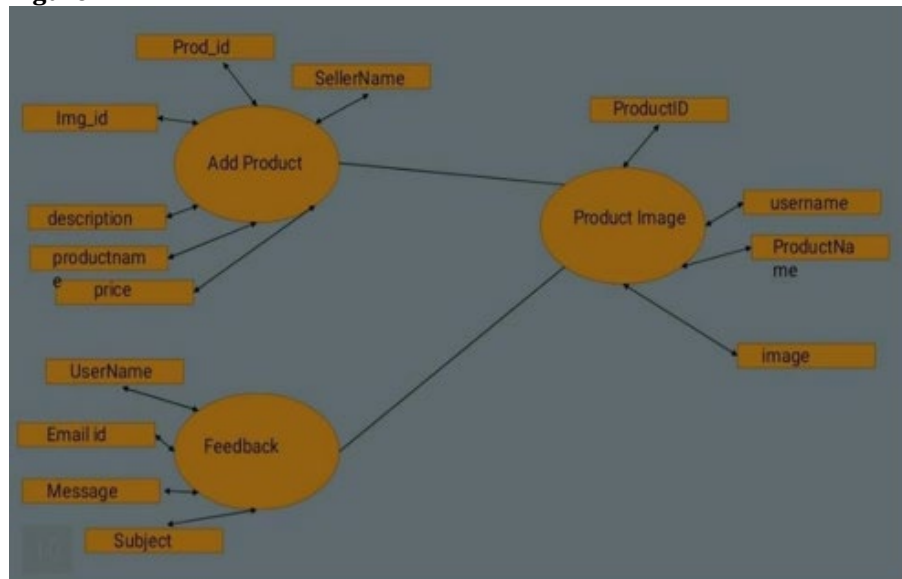 Prod_id
SellerName
Img_id
Add Product
description
productnam
e
price
ProductID
Product Image
username
ProductNa
me
image
UserName
Email id
Feedback
Message
Subject